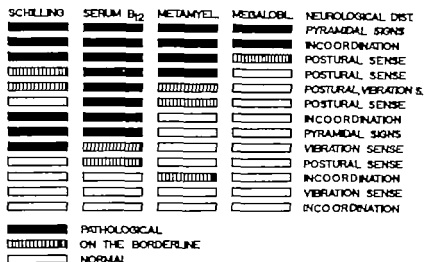 SCHILLING SERUM B12 METAMYEL. MEGALOBL. NEUROLOGICAL DIST.
PYRAMIDAL SIGNS
INCOORDINATION
POSTURAL SENSE
POSTURAL SENSE
POSTURAL, VIBRATION S.
POSTURAL SENSE
INCOORDINATION
PYRAMIDAL SIGNS
VIBRATION SENSE
POSTURAL SENSE
INCOORDINATION
VIBRATION SENSE
INCOORDINATION
PATHOLOGICAL
ON THE BORDERLINE
NORMAL